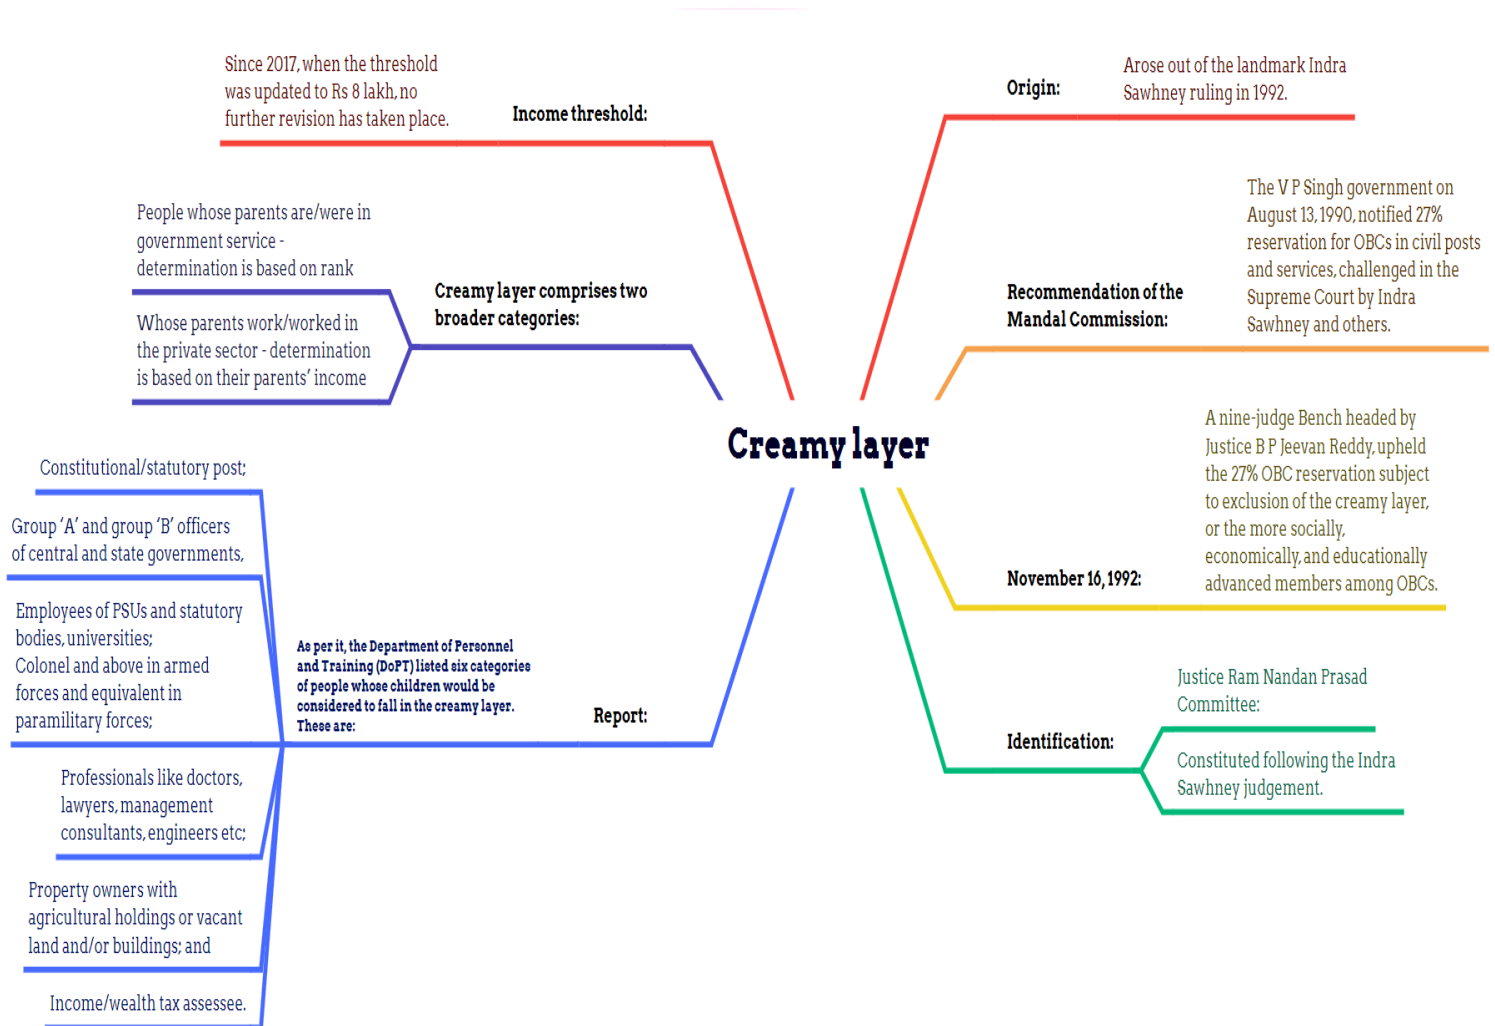 Creamy layer
Origin:
Arose out of the landmark Indra
Sawhney ruling in 1992.
Recommendation of the
Mandal Commission:
The V P Singh government on
August 13, 1990, notified 27%
reservation for OBCs in civil posts
and services, challenged in the
Supreme Court by Indra
Sawhney and others.
November 16, 1992:
A nine-judge Bench headed by
Justice B P Jeevan Reddy, upheld
the 27% OBC reservation subject
to exclusion of the creamy layer,
or the more socially,
economically, and educationally
advanced members among OBCs.
Identification:
Justice Ram Nandan Prasad
Committee:
Constituted following the Indra
Sawhney judgement.
Report:
As per it, the Department of Personnel
and Training (DoPT) listed six categories
of people whose children would be
considered to fall in the creamy layer.
These are:
Constitutional/statutory post;
Group ‘A’ and group ‘B’ officers
of central and state governments,
Employees of PSUs and statutory
bodies, universities;
Colonel and above in armed
forces and equivalent in
paramilitary forces;
Professionals like doctors,
lawyers, management
consultants, engineers etc;
Property owners with
agricultural holdings or vacant
land and/or buildings; and
Income/wealth tax assessee.
Creamy layer comprises two
broader categories:
People whose parents are/were in
government service -
determination is based on rank
Whose parents work/worked in
the private sector - determination
is based on their parents’ income
Income threshold:
Since 2017, when the threshold
was updated to Rs 8 lakh, no
further revision has taken place.